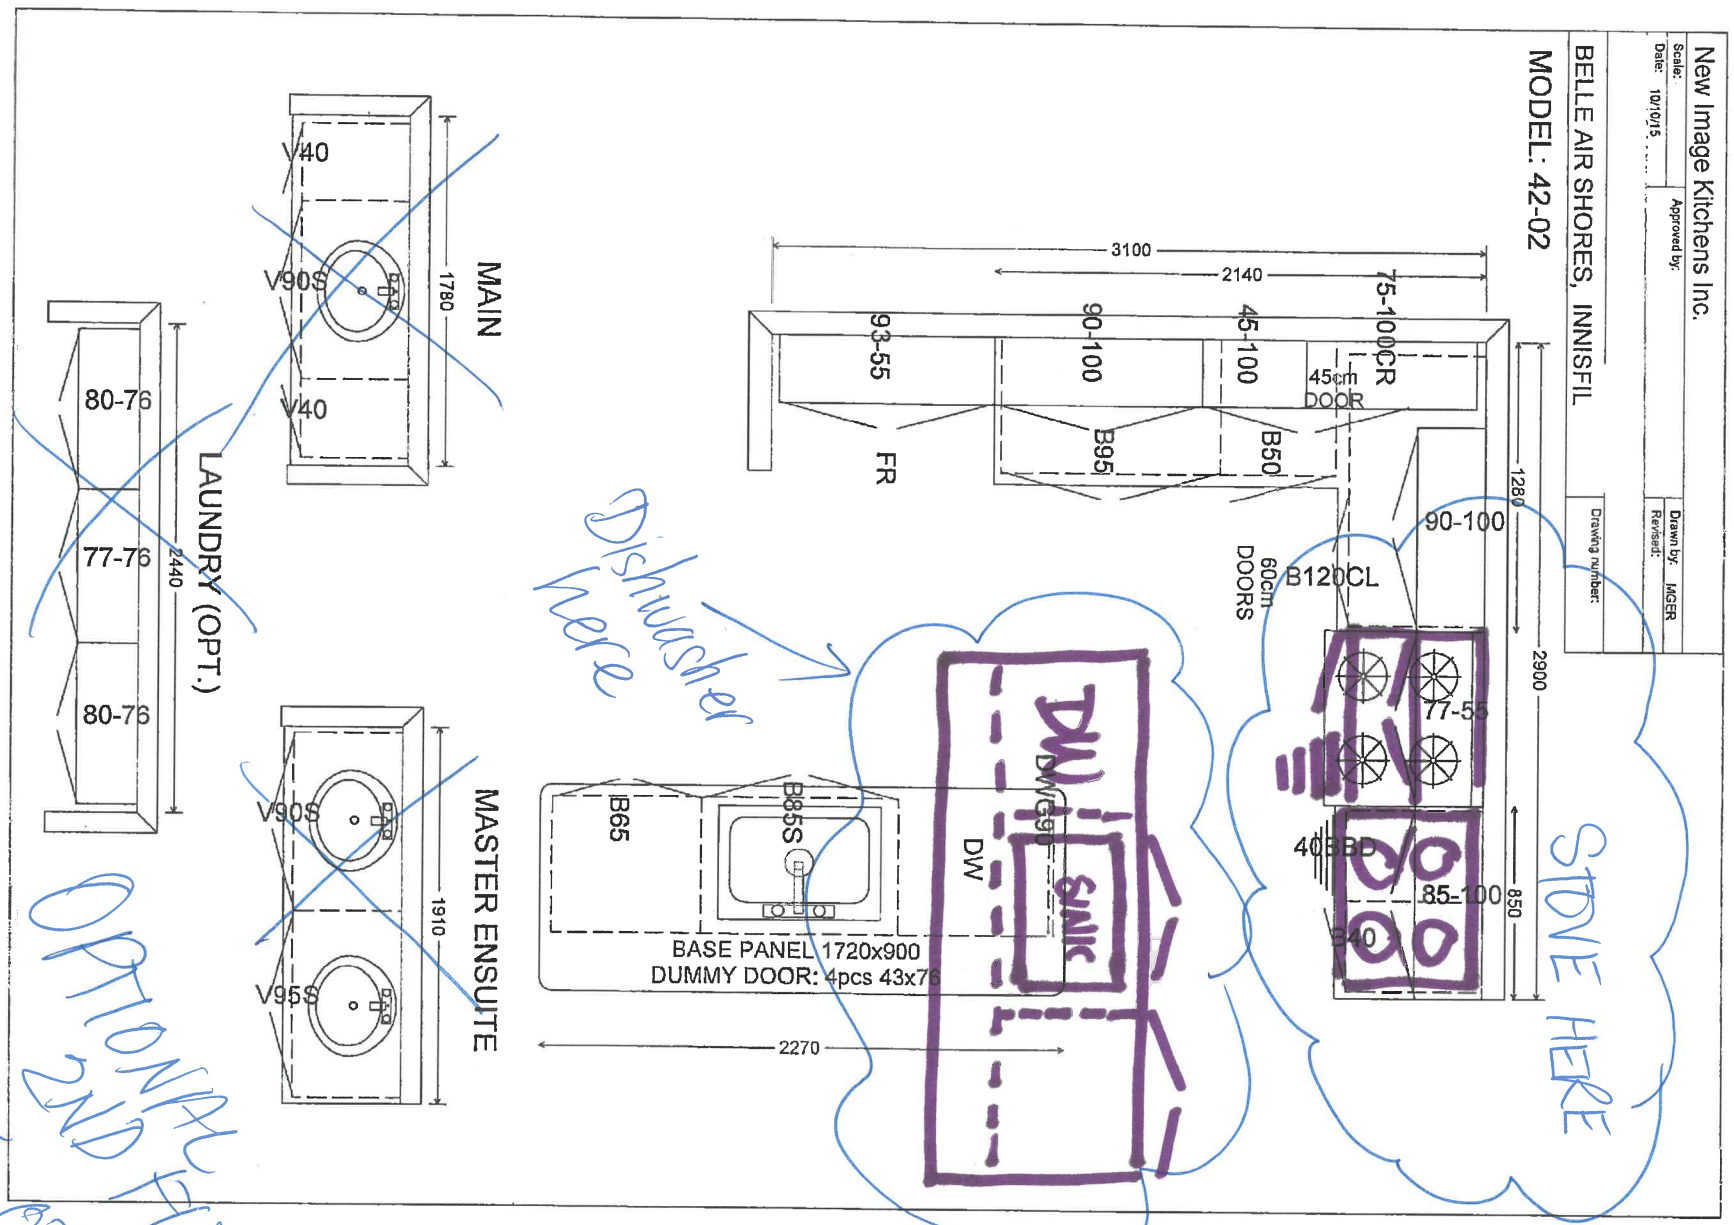 New Image Kitchens Inc.
Scale:
Approved by:
Drawn by: MGER
Date: 10/10/15
Revised:
BELLE AIR SHORES, INNISFIL
Drawing number:
MODEL: 42-02
3100
2140
75-100CR
45-100
90-100
93-55
45cm
DOOR
B50
B95
FR
1280
2900
850
90-100
B120CL
60cm
DOORS
77-55
40BBD
85-100
B40
STOVE HERE
Dishwasher
here
DW
SINK
DWG90
DW
B85S
B65
BASE PANEL 1720x900
DUMMY DOOR: 4pcs 43x76
2270
MAIN
1780
V40
V90S
V40
MASTER ENSUITE
1910
V90S
V95S
LAUNDRY (OPT.)
2440
80-76
77-76
80-76
OPTIONAL
2ND